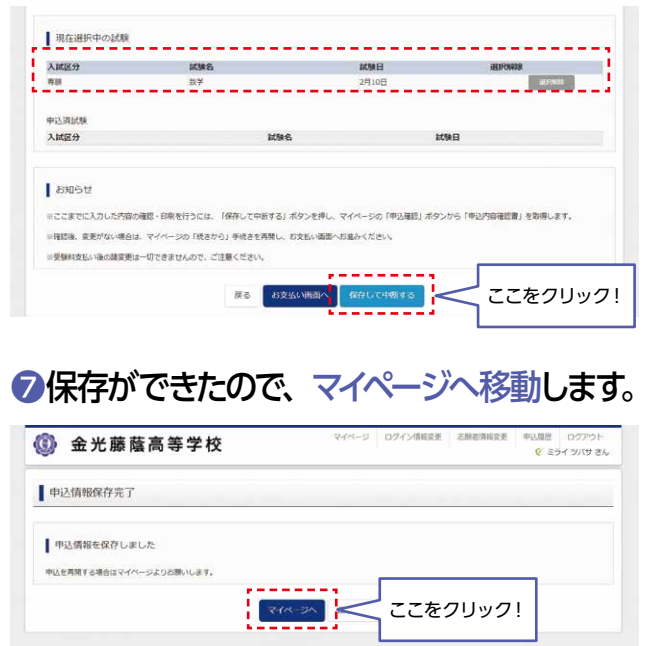 現在選択中の試験
入試区分 試験名 試験日 選択解除
専願 数学 2月10日 選択解除
申込済試験
入試区分 試験名 試験日
お知らせ
※ここまでに入力した内容の確認・印刷を行うには、「保存して中断する」ボタンを押し、マイページの「申込確認」ボタンから「申込内容確認書」を取得します。
※確認後、変更がない場合は、マイページの「続きから」手続きを再開し、お支払い画面へお進みください。
※受験料支払い後の諸変更は一切できませんので、ご注意ください。
戻る お支払い画面へ 保存して中断する ここをクリック！
❼保存ができたので、マイページへ移動します。
金光藤蔭高等学校 マイページ ログイン情報変更 志願者情報変更 申込履歴 ログアウト
ミライ ツバサ さん
申込情報保存完了
申込情報を保存しました
申込を再開する場合はマイページよりお願いします。
マイページへ ここをクリック！